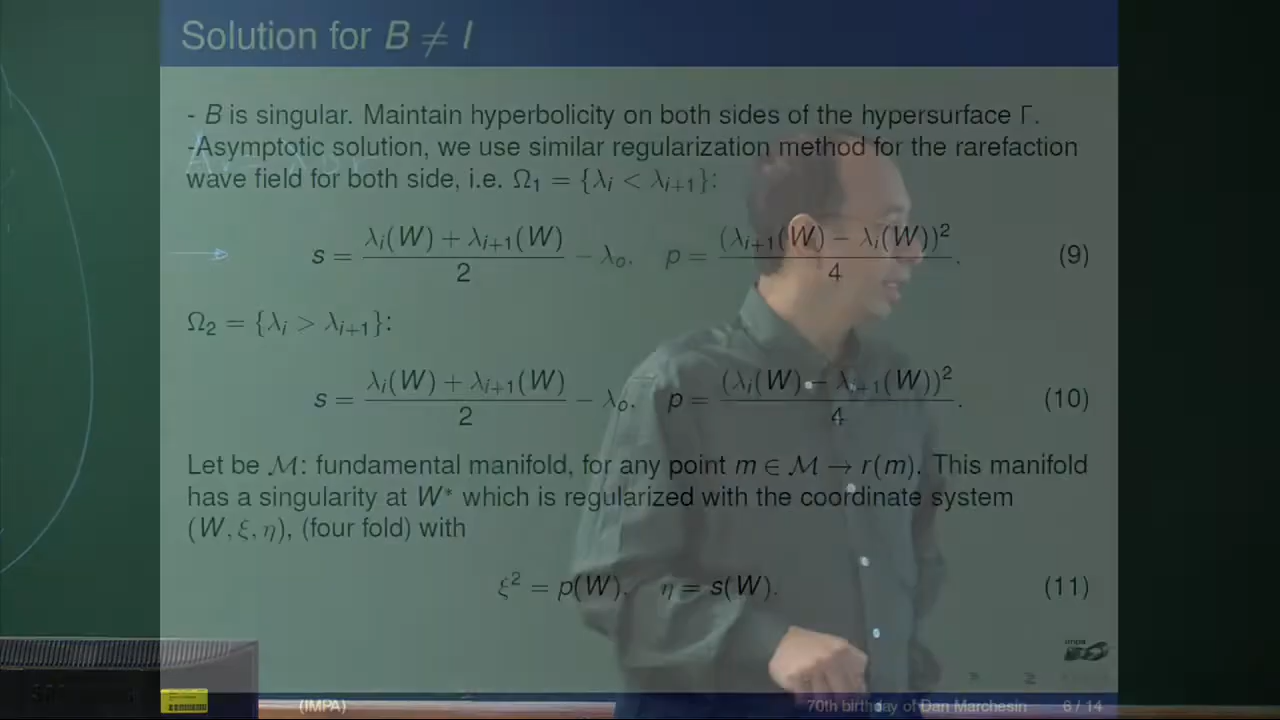 Solution for B ≠ I
- B is singular. Maintain hyperbolicity on both sides of the hypersurface Γ.
-Asymptotic solution, we use similar regularization method for the rarefaction
wave field for both side, i.e. Ω₁ = {λᵢ < λᵢ₊₁}:
s = (λᵢ(W) + λᵢ₊₁(W))/2 − λₒ, p = (λᵢ₊₁(W) − λᵢ(W))²/4. (9)
Ω₂ = {λᵢ > λᵢ₊₁}:
s = (λᵢ(W) + λᵢ₊₁(W))/2 − λₒ, p = (λᵢ(W) − λᵢ₊₁(W))²/4. (10)
Let be ℳ: fundamental manifold, for any point m ∈ ℳ → r(m). This manifold
has a singularity at W* which is regularized with the coordinate system
(W, ξ, η), (four fold) with
ξ² = p(W), η = s(W). (11)
impa
(IMPA) 70th birthday of Dan Marchesin 6 / 14